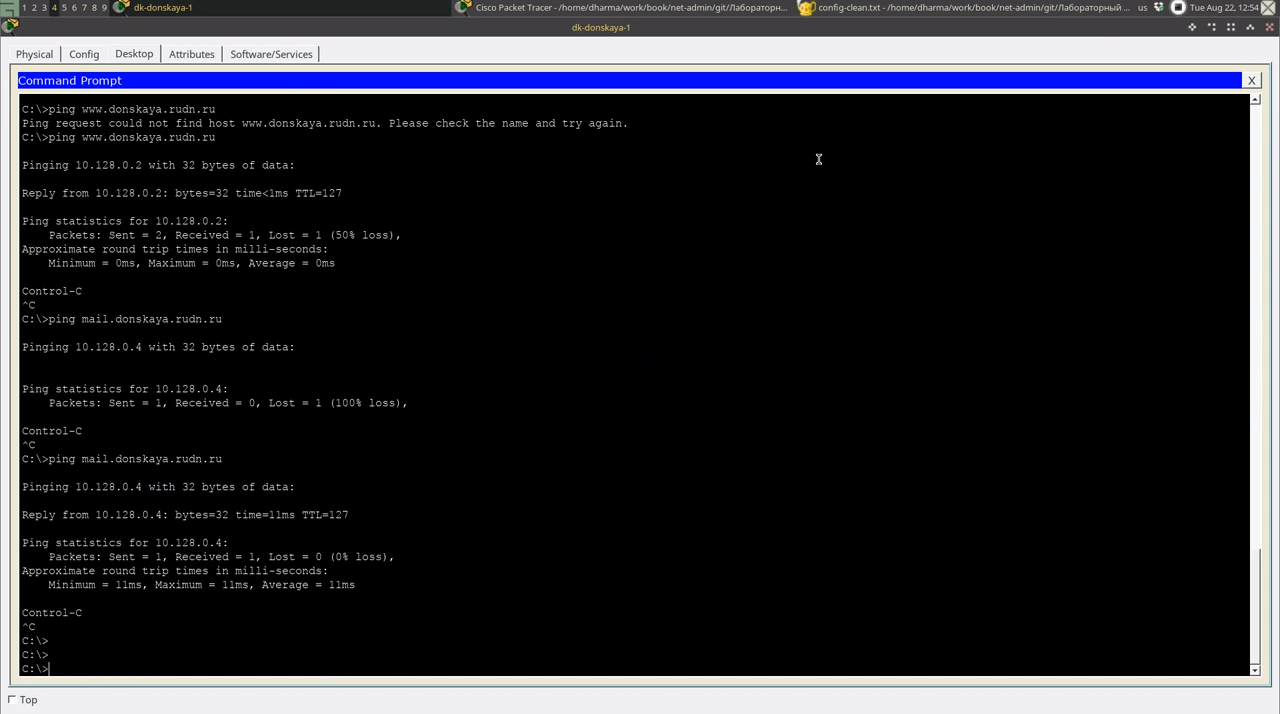 1 2 3 4 5 6 7 8 9
dk-donskaya-1
Cisco Packet Tracer - /home/dharma/work/book/net-admin/git/Лабораторн...
config-clean.txt - /home/dharma/work/book/net-admin/git//Лабораторный ...
us
Tue Aug 22, 12:54
dk-donskaya-1
Physical
Config
Desktop
Attributes
Software/Services
Command Prompt
X
C:\>ping www.donskaya.rudn.ru
Ping request could not find host www.donskaya.rudn.ru. Please check the name and try again.
C:\>ping www.donskaya.rudn.ru
Pinging 10.128.0.2 with 32 bytes of data:
Reply from 10.128.0.2: bytes=32 time<1ms TTL=127
Ping statistics for 10.128.0.2:
Packets: Sent = 2, Received = 1, Lost = 1 (50% loss),
Approximate round trip times in milli-seconds:
Minimum = 0ms, Maximum = 0ms, Average = 0ms
Control-C
^C
C:\>ping mail.donskaya.rudn.ru
Pinging 10.128.0.4 with 32 bytes of data:
Ping statistics for 10.128.0.4:
Packets: Sent = 1, Received = 0, Lost = 1 (100% loss),
Control-C
^C
C:\>ping mail.donskaya.rudn.ru
Pinging 10.128.0.4 with 32 bytes of data:
Reply from 10.128.0.4: bytes=32 time=11ms TTL=127
Ping statistics for 10.128.0.4:
Packets: Sent = 1, Received = 1, Lost = 0 (0% loss),
Approximate round trip times in milli-seconds:
Minimum = 11ms, Maximum = 11ms, Average = 11ms
Control-C
^C
C:\>
C:\>
C:\>
Top